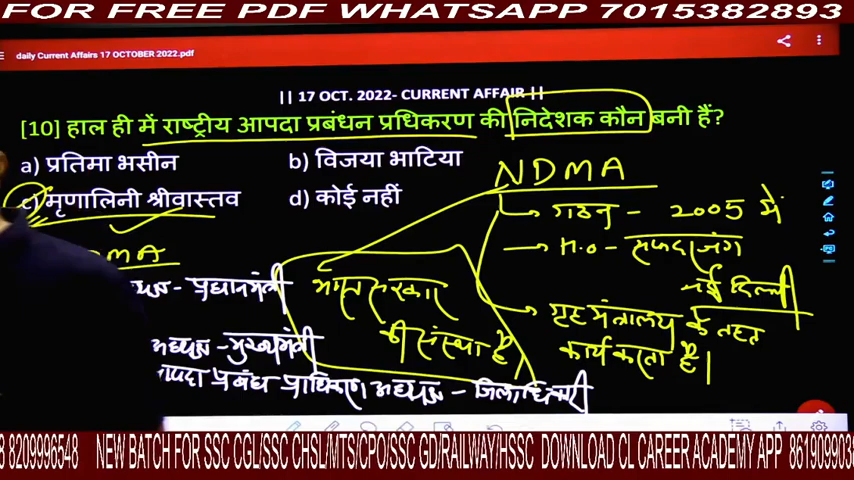 FOR FREE PDF WHATSAPP 7015382893
daily Current Affairs 17 OCTOBER 2022.pdf
|| 17 OCT. 2022- CURRENT AFFAIR ||
[10] हाल ही में राष्ट्रीय आपदा प्रबंधन प्रधिकरण की निदेशक कौन बनी हैं?
a) प्रतिमा भसीन b) विजया भाटिया
c) मृणालिनी श्रीवास्तव d) कोई नहीं
NDMA
गठन - 2005 में
H.O - सफदरजंग
नई दिल्ली
गृह मंत्रालय के तहत
कार्य करता है।
भारत सरकार
की संस्था है
DMA
- प्रधानमंत्री
अध्यक्ष - मुख्यमंत्री
आपदा प्रबंध प्राधिकरण अध्यक्ष - जिलाधिकारी
8 8209996548 NEW BATCH FOR SSC CGL/SSC CHSL/MTS/CPO/SSC GD/RAILWAY/HSSC DOWNLOAD CL CAREER ACADEMY APP 861909903